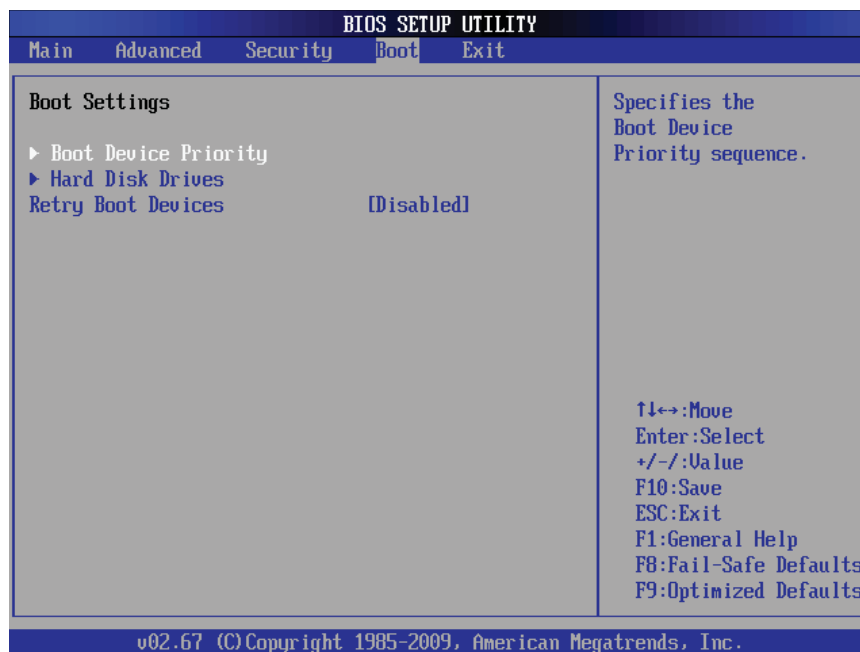 BIOS SETUP UTILITY
Main Advanced Security Boot Exit
Boot Settings
▶ Boot Device Priority
▶ Hard Disk Drives
Retry Boot Devices [Disabled]
Specifies the
Boot Device
Priority sequence.
↑↓←→:Move
Enter:Select
+/-/:Value
F10:Save
ESC:Exit
F1:General Help
F8:Fail-Safe Defaults
F9:Optimized Defaults
v02.67 (C)Copyright 1985-2009, American Megatrends, Inc.